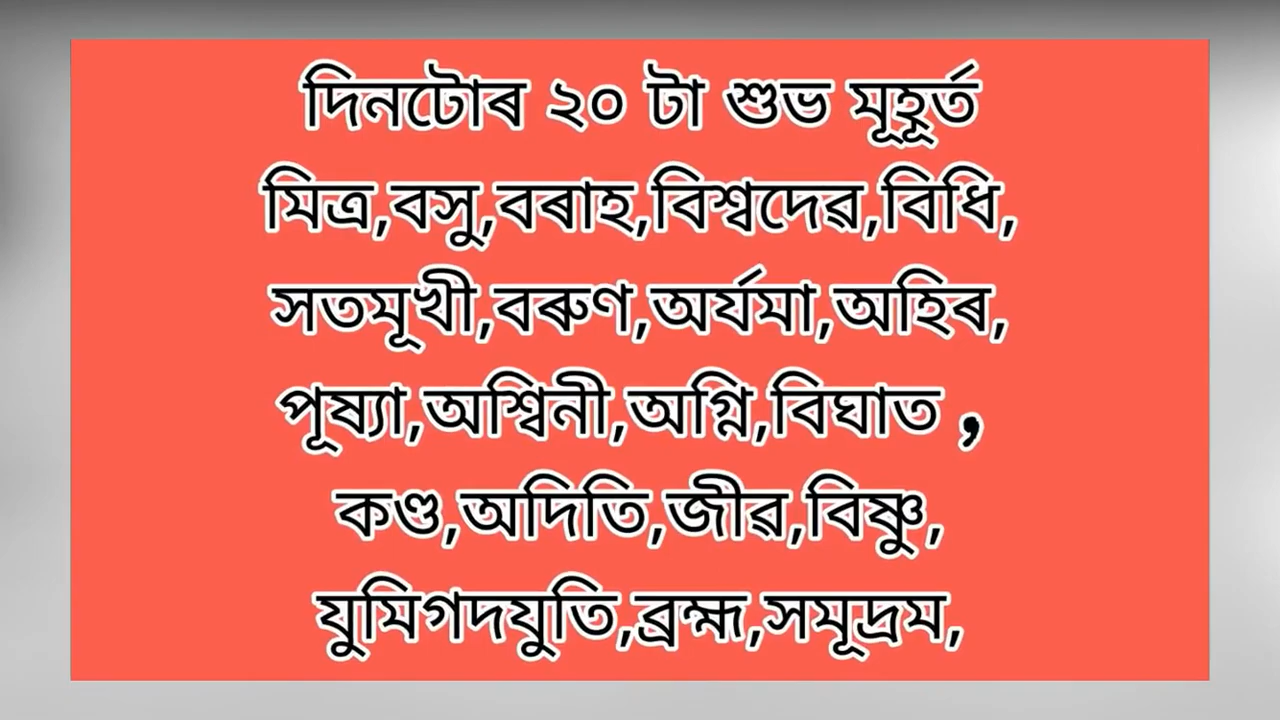 দিনটোৰ ২০ টা শুভ মূহূৰ্ত
মিত্ৰ,বসু,বৰাহ,বিশ্বদেৱ,বিধি,
সতমূখী,বৰুণ,অৰ্যমা,অহিৰ,
পূষ্যা,অশ্বিনী,অগ্নি,বিঘাত ,
কণ্ড,অদিতি,জীৱ,বিষ্ণু,
যুমিগদযুতি,ব্ৰহ্ম,সমূদ্ৰম,